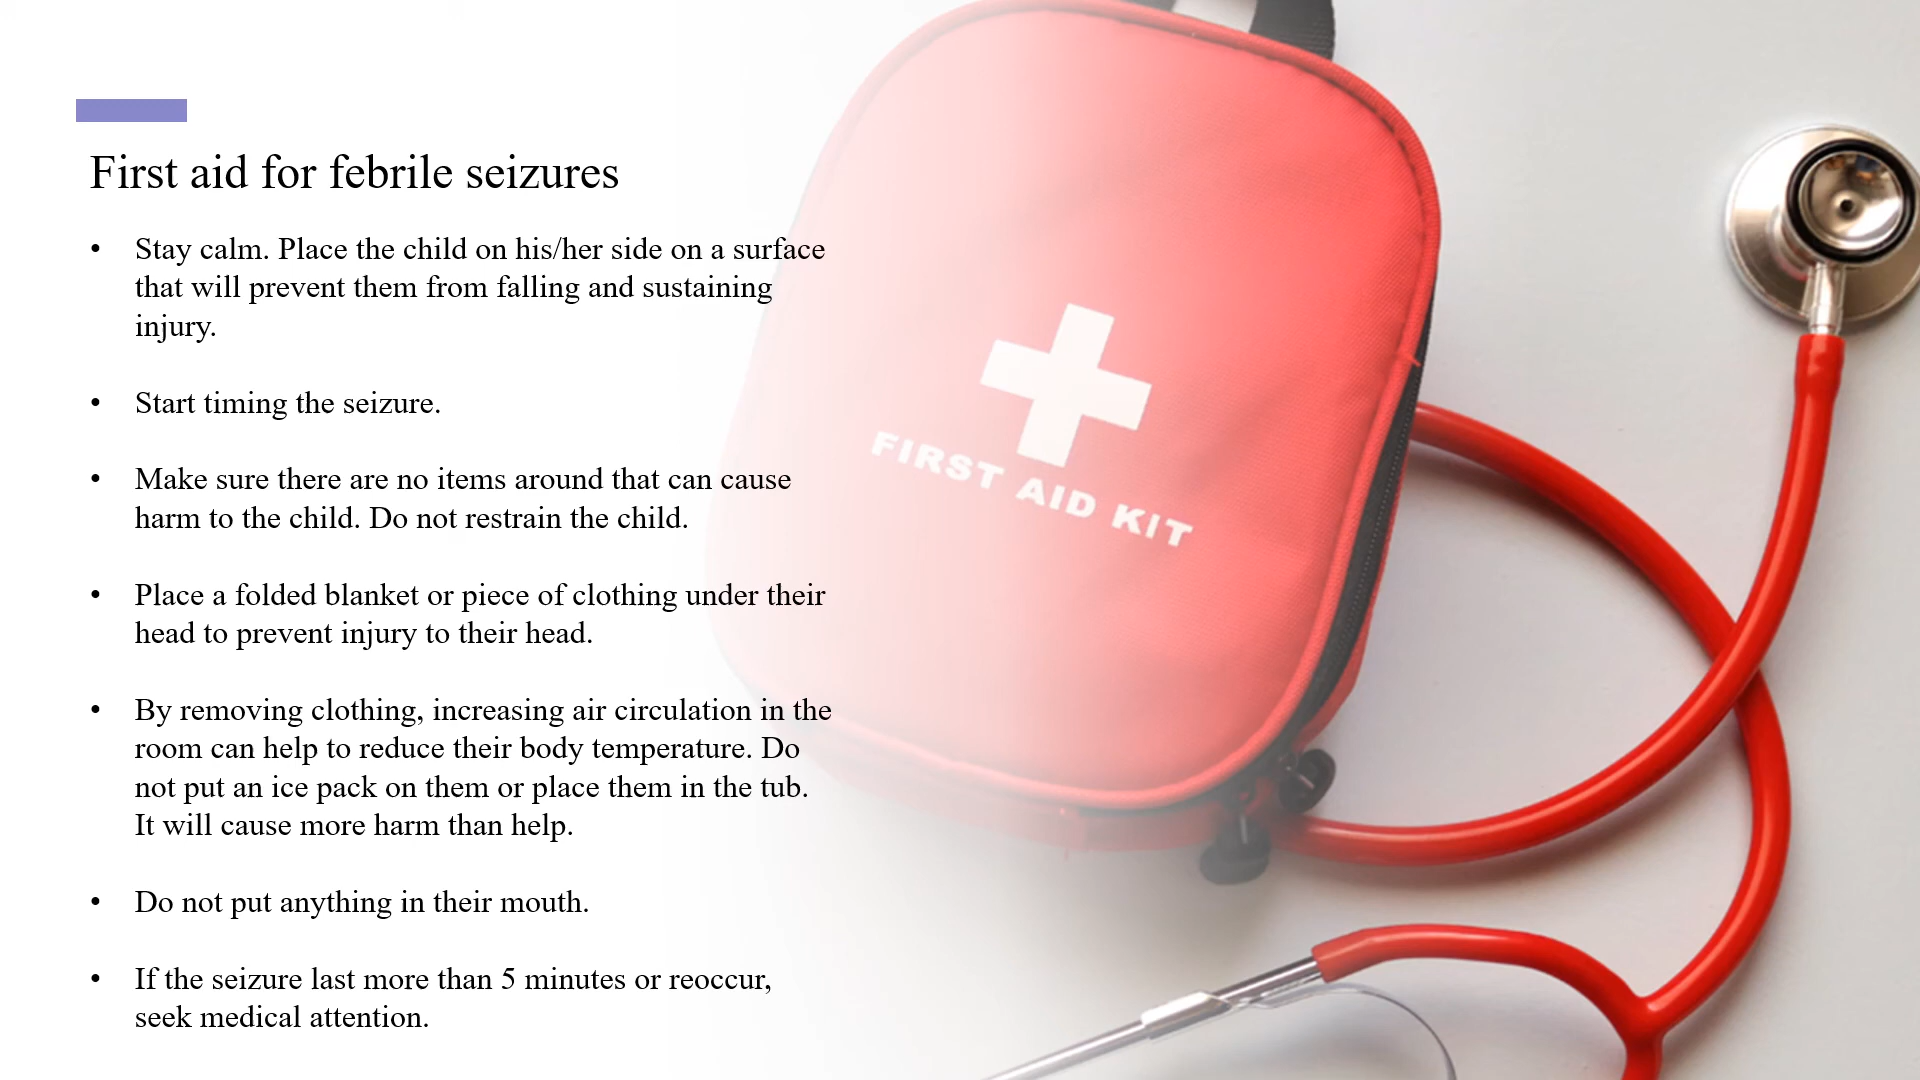 First aid for febrile seizures
• Stay calm. Place the child on his/her side on a surface
that will prevent them from falling and sustaining
injury.
• Start timing the seizure.
• Make sure there are no items around that can cause
harm to the child. Do not restrain the child.
• Place a folded blanket or piece of clothing under their
head to prevent injury to their head.
• By removing clothing, increasing air circulation in the
room can help to reduce their body temperature. Do
not put an ice pack on them or place them in the tub.
It will cause more harm than help.
• Do not put anything in their mouth.
• If the seizure last more than 5 minutes or reoccur,
seek medical attention.
FIRST AID KIT